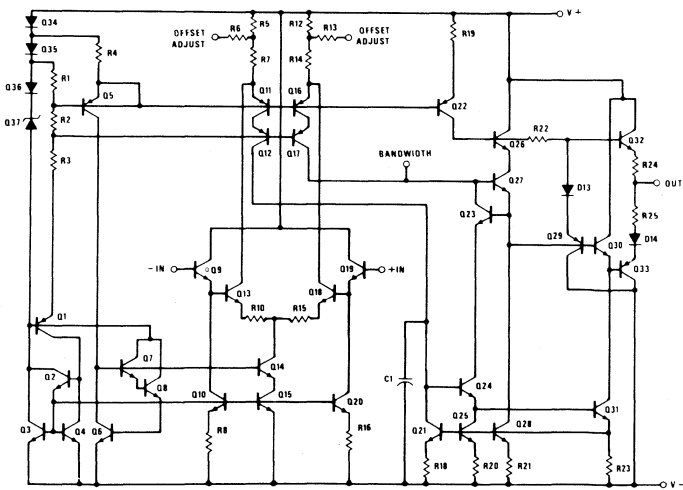 Q34
R5
R12
V+
R6
OFFSET ADJUST
R13
OFFSET ADJUST
R19
Q35
R4
R7
R14
R1
Q36
Q5
Q11
Q16
Q22
Q37
R2
R22
Q32
Q26
R3
Q12
Q17
BANDWIDTH
R24
Q27
OUT
D13
Q23
R25
Q29
Q30
D14
-IN
Q9
Q19
+IN
Q33
Q13
Q18
R10
R15
Q1
Q7
Q14
C1
Q2
Q8
Q24
Q10
Q15
Q20
Q25
Q31
Q3
Q4
Q6
Q21
Q28
R8
R16
R18
R20
R21
R23
V-